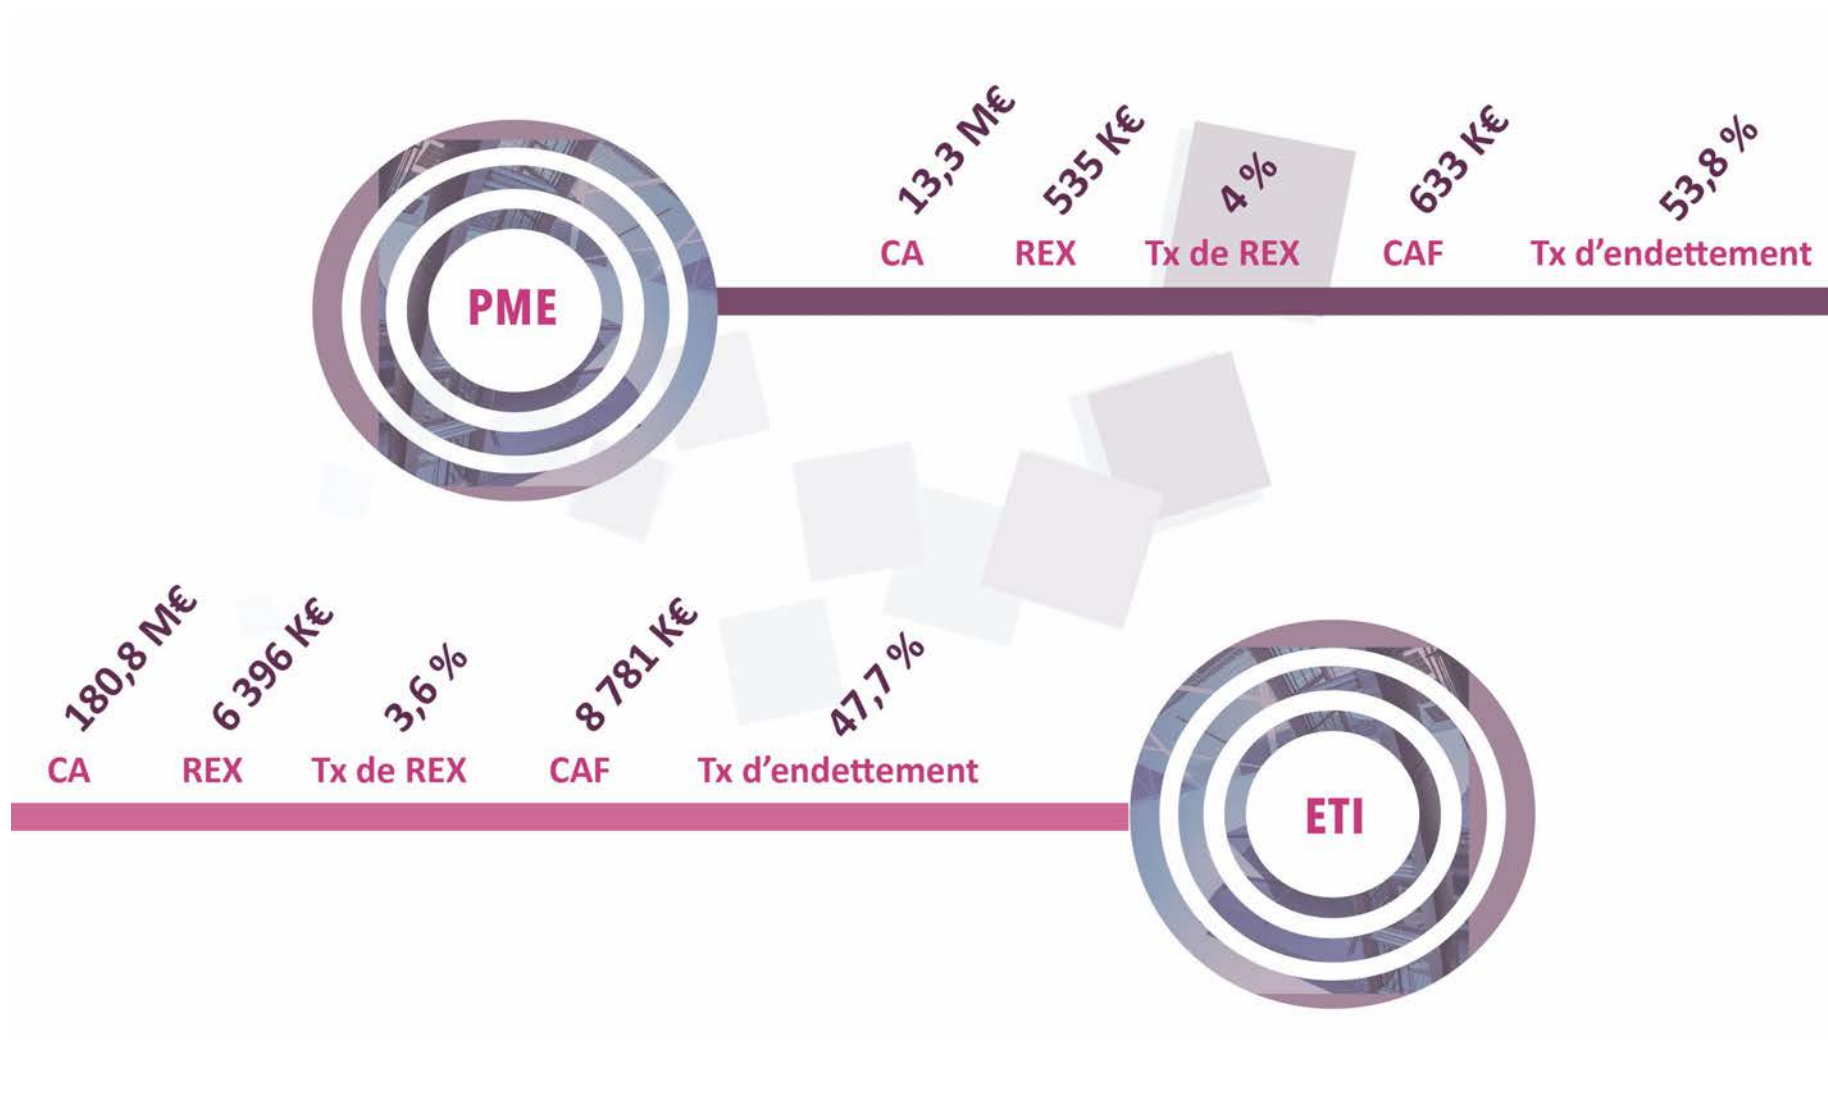 13,3 M€ 535 K€ 4 % 633 K€ 53,8 %
CA REX Tx de REX CAF Tx d’endettement
PME
180,8 M€ 6 396 K€ 3,6 % 8 781 K€ 47,7 %
CA REX Tx de REX CAF Tx d’endettement
ETI